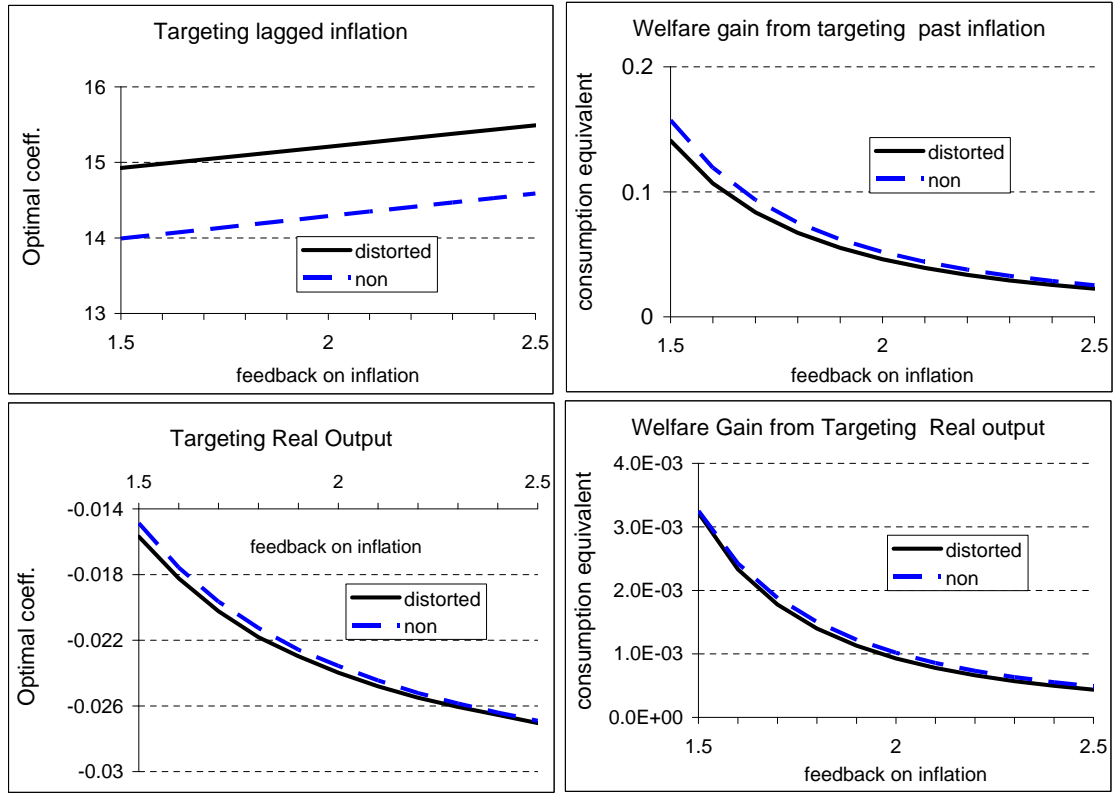 Targeting lagged inflation
Optimal coeff.
16
15
14
13
1.5 2 2.5
feedback on inflation
distorted
non
Welfare gain from targeting past inflation
consumption equivalent
0.2
0.1
0
1.5 2 2.5
feedback on inflation
distorted
non
Targeting Real Output
1.5 2 2.5
Optimal coeff.
-0.014
-0.018
-0.022
-0.026
-0.03
feedback on inflation
distorted
non
Welfare Gain from Targeting Real output
consumption equivalent
4.0E-03
3.0E-03
2.0E-03
1.0E-03
0.0E+00
1.5 2 2.5
feedback on inflation
distorted
non